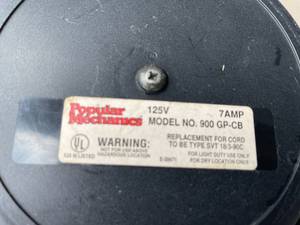 Popular
Mechanics
125V 7AMP
MODEL NO. 900 GP-CB
UL
WARNING:
NOT FOR USE ABOVE
HAZARDOUS LOCATION
REPLACEMENT FOR CORD
TO BE TYPE SVT 18/3-90C
FOR LIGHT DUTY USE ONLY
FOR DRY LOCATION ONLY